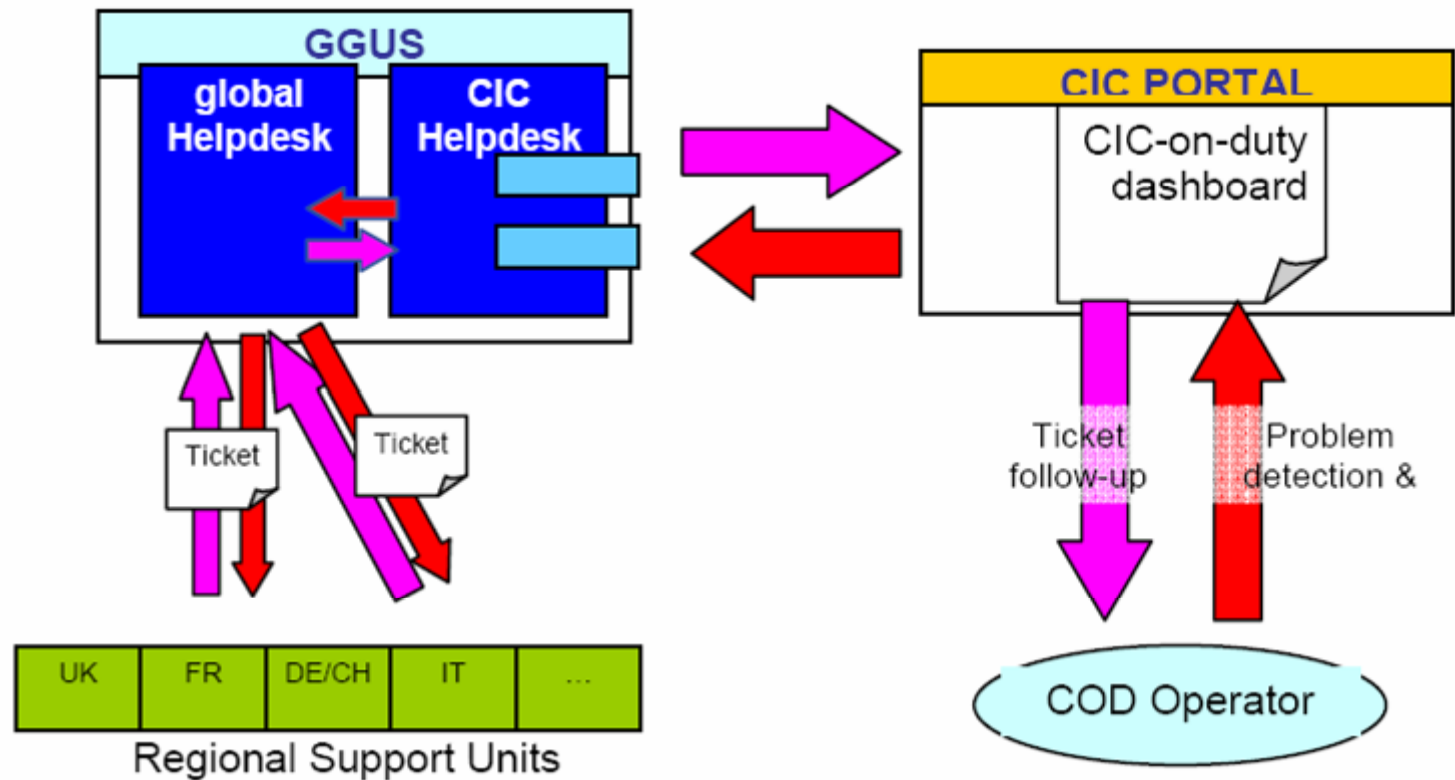 GGUS
global
Helpdesk
CIC
Helpdesk
CIC PORTAL
CIC-on-duty
dashboard
Ticket
Ticket
Ticket
follow-up
Problem
detection &
UK
FR
DE/CH
IT
...
Regional Support Units
COD Operator